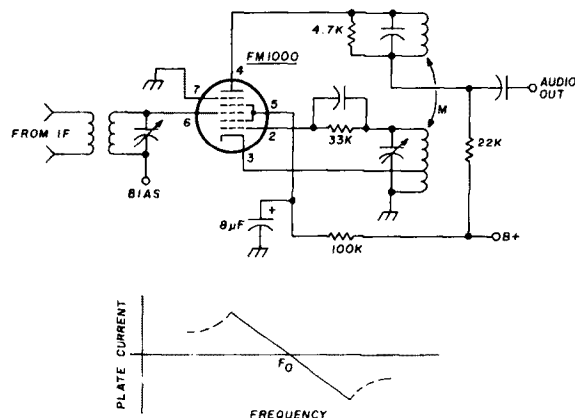 4.7K
FM1000
4
7
5
6
2
3
M
AUDIO
OUT
FROM IF
33K
22K
BIAS
8µF
+
100K
B+
PLATE CURRENT
F0
FREQUENCY